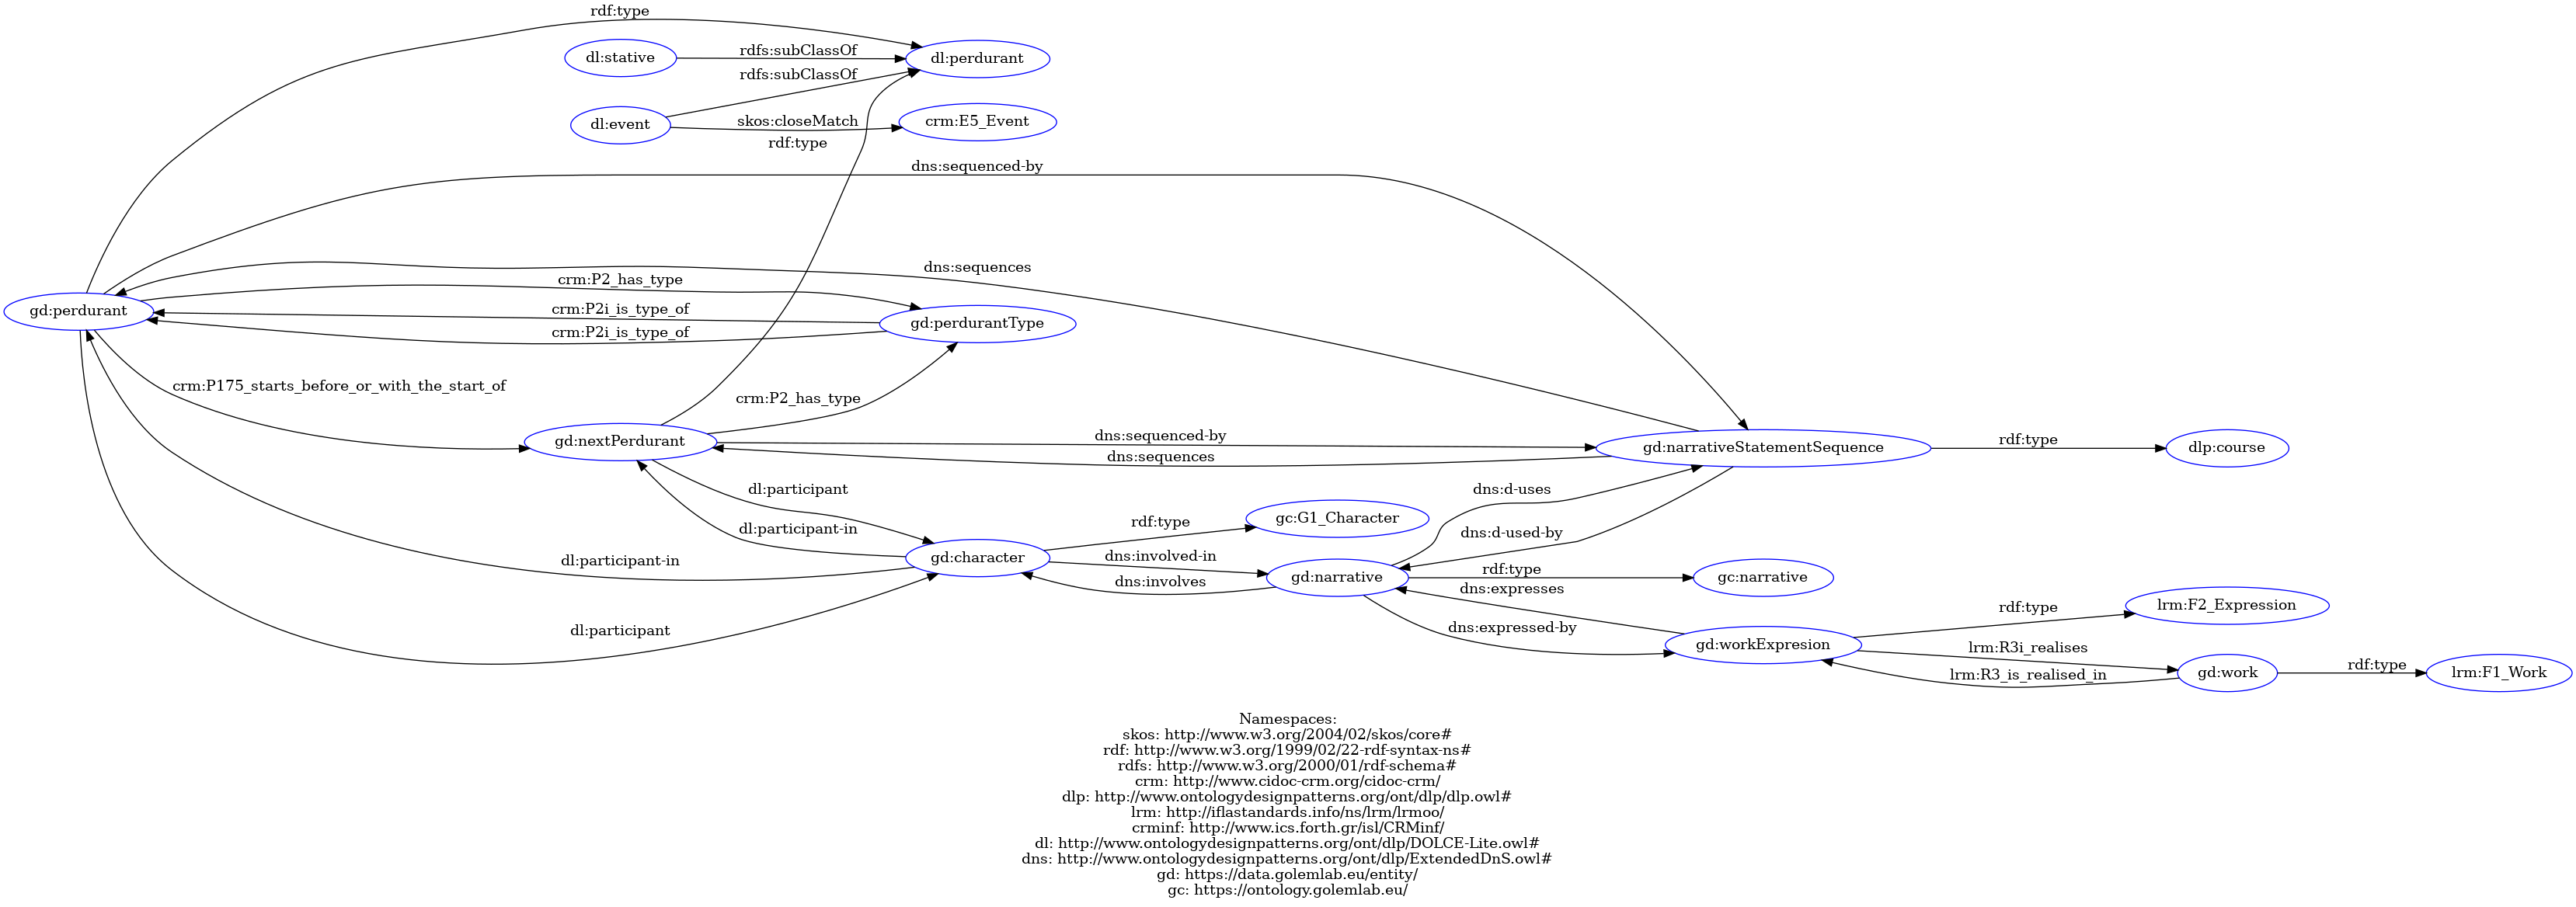 rdf:type
dl:stative
rdfs:subClassOf
dl:perdurant
rdfs:subClassOf
dl:event
skos:closeMatch
crm:E5_Event
rdf:type
dns:sequenced-by
dns:sequences
crm:P2_has_type
gd:perdurant
crm:P2i_is_type_of
gd:perdurantType
crm:P2i_is_type_of
crm:P175_starts_before_or_with_the_start_of
crm:P2_has_type
gd:nextPerdurant
dns:sequenced-by
gd:narrativeStatementSequence
rdf:type
dlp:course
dns:sequences
dl:participant
dns:d-uses
dl:participant-in
rdf:type
gc:G1_Character
dns:d-used-by
dl:participant-in
gd:character
dns:involved-in
dns:involves
gd:narrative
rdf:type
gc:narrative
dns:expresses
dl:participant
dns:expressed-by
gd:workExpresion
rdf:type
lrm:F2_Expression
lrm:R3i_realises
lrm:R3_is_realised_in
gd:work
rdf:type
lrm:F1_Work
Namespaces:
skos: http://www.w3.org/2004/02/skos/core#
rdf: http://www.w3.org/1999/02/22-rdf-syntax-ns#
rdfs: http://www.w3.org/2000/01/rdf-schema#
crm: http://www.cidoc-crm.org/cidoc-crm/
dlp: http://www.ontologydesignpatterns.org/ont/dlp/dlp.owl#
lrm: http://iflastandards.info/ns/lrm/lrmoo/
crminf: http://www.ics.forth.gr/isl/CRMinf/
dl: http://www.ontologydesignpatterns.org/ont/dlp/DOLCE-Lite.owl#
dns: http://www.ontologydesignpatterns.org/ont/dlp/ExtendedDnS.owl#
gd: https://data.golemlab.eu/entity/
gc: https://ontology.golemlab.eu/